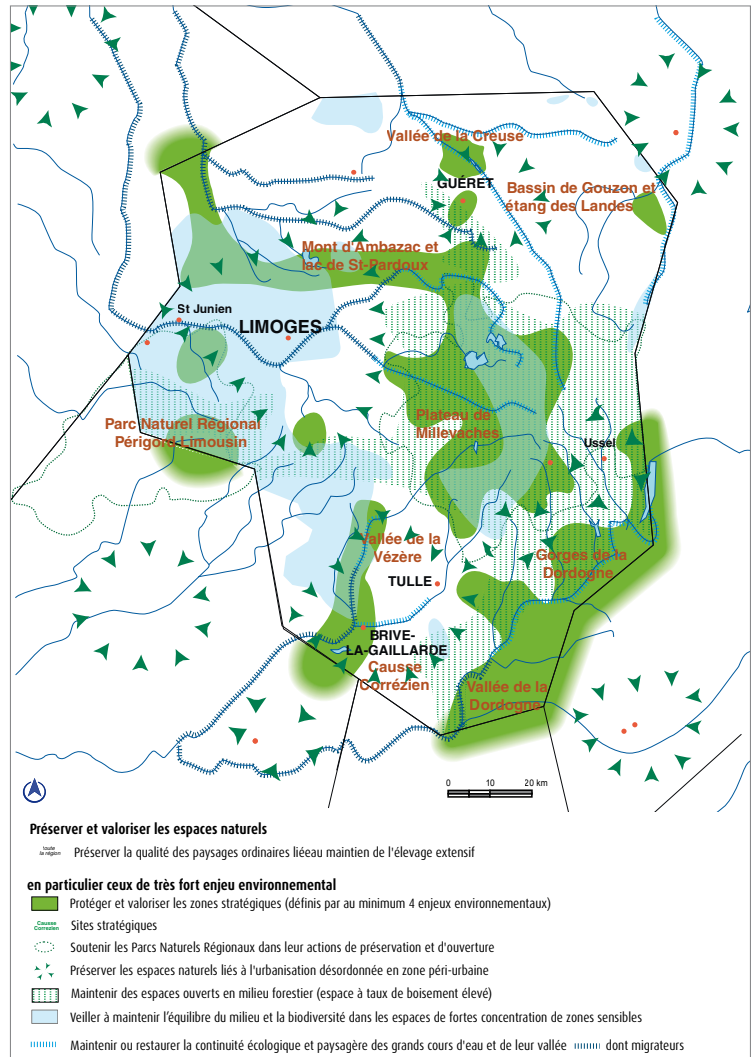 Vallée de la Creuse
GUÉRET
Bassin de Gouzon et
étang des Landes
Mont d'Ambazac et
lac de St-Pardoux
St Junien
LIMOGES
Parc Naturel Régional
Périgord-Limousin
Plateau de
Millevaches
Ussel
Vallée de la
Vézère
Gorges de la
Dordogne
TULLE
BRIVE-
LA-GAILLARDE
Causse
Corrézien
Vallée de la
Dordogne
0 10 20 km
Préserver et valoriser les espaces naturels
toute
la région
Préserver la qualité des paysages ordinaires liéeau maintien de l'élevage extensif
en particulier ceux de très fort enjeu environnemental
Protéger et valoriser les zones stratégiques (définis par au minimum 4 enjeux environnementaux)
Causse
Correzien
Sites stratégiques
Soutenir les Parcs Naturels Régionaux dans leur actions de préservation et d'ouverture
Préserver les espaces naturels liés à l'urbanisation désordonnée en zone péri-urbaine
Maintenir des espaces ouverts en milieu forestier (espace à taux de boisement élevé)
Veiller à maintenir l'équilibre du milieu et la biodiversité dans les espaces de fortes concentration de zones sensibles
Maintenir ou restaurer la continuité écologique et paysagère des grands cours d'eau et de leur vallée dont migrateurs